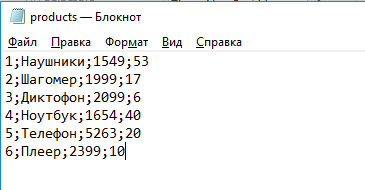 products — Блокнот
Файл Правка Формат Вид Справка
1;Наушники;1549;53
2;Шагомер;1999;17
3;Диктофон;2099;6
4;Ноутбук;1654;40
5;Телефон;5263;20
6;Плеер;2399;10